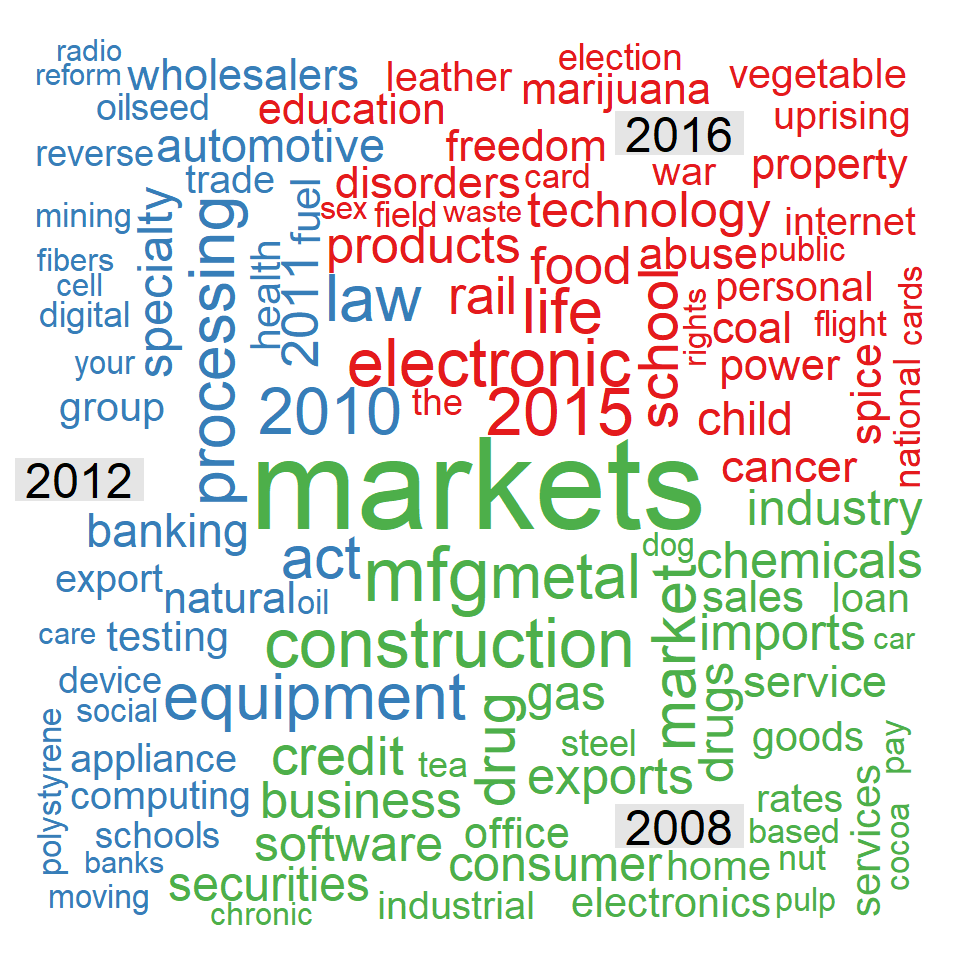 radio
election
reform
wholesalers
leather
vegetable
marijuana
oilseed
education
uprising
2016
reverse
automotive
freedom
property
trade
disorders
card
war
mining
specialty
processing
fuel
sex
field
waste
technology
internet
fibers
health
2011
products
food
abuse
public
cell
law
rail
life
school
rights
personal
cards
digital
coal
flight
your
electronic
power
spice
national
group
2010
the
2015
child
2012
markets
cancer
industry
banking
act
mfg
metal
dog
chemicals
export
natural
oil
market
sales
loan
care
testing
construction
imports
car
device
social
equipment
drug
gas
drugs
service
polystyrene
appliance
credit
tea
steel
exports
goods
pay
computing
business
rates
schools
software
office
2008
based
services
cocoa
banks
securities
consumer
home
nut
moving
chronic
industrial
electronics
pulp